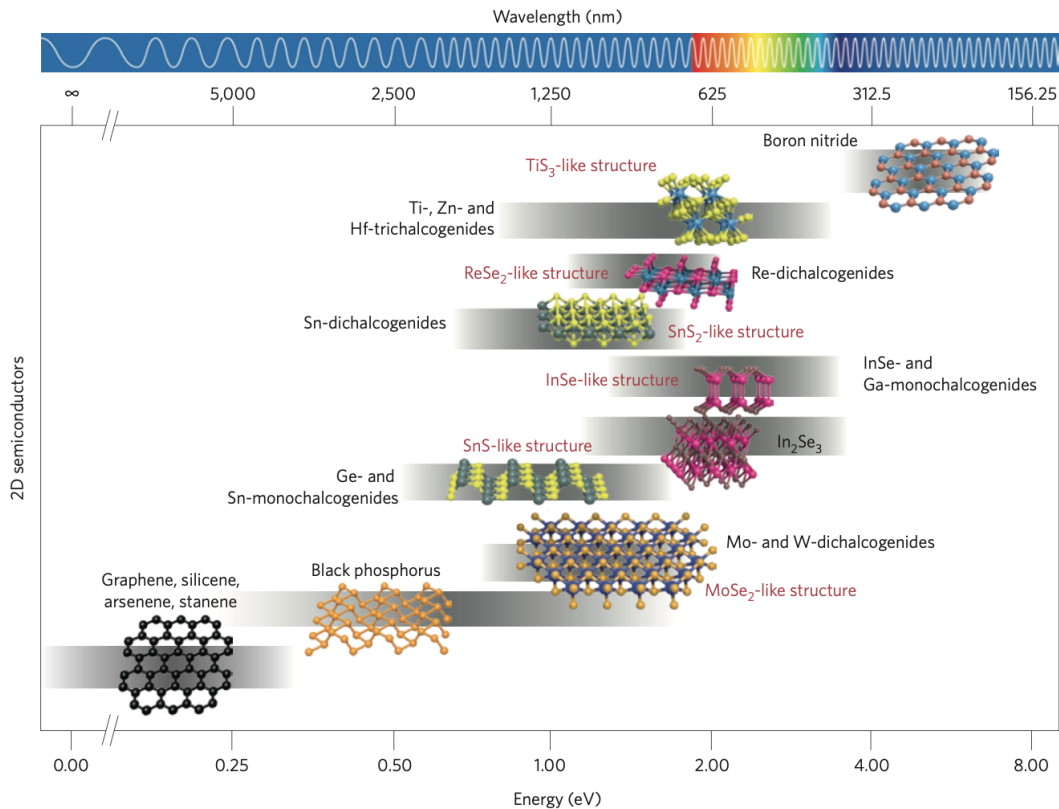 Wavelength (nm)
∞ 5,000 2,500 1,250 625 312.5 156.25
Boron nitride
TiS₃-like structure
Ti-, Zn- and
Hf-trichalcogenides
ReSe₂-like structure
Re-dichalcogenides
Sn-dichalcogenides
SnS₂-like structure
InSe-like structure
InSe- and
Ga-monochalcogenides
In₂Se₃
SnS-like structure
Ge- and
Sn-monochalcogenides
Mo- and W-dichalcogenides
MoSe₂-like structure
Black phosphorus
Graphene, silicene,
arsenene, stanene
2D semiconductors
0.00 0.25 0.50 1.00 2.00 4.00 8.00
Energy (eV)